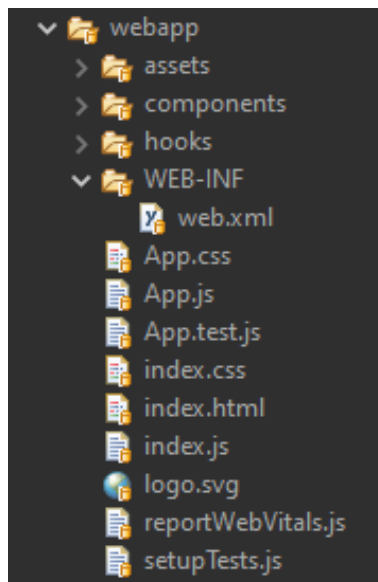 webapp
assets
components
hooks
WEB-INF
web.xml
App.css
App.js
App.test.js
index.css
index.html
index.js
logo.svg
reportWebVitals.js
setupTests.js